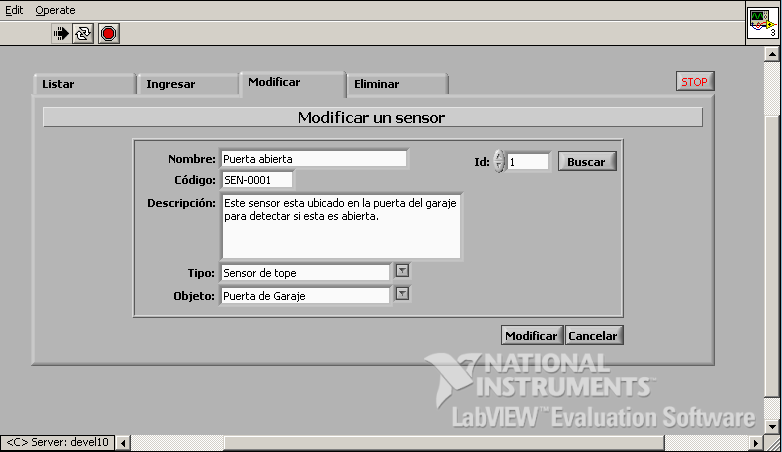 Edit Operate
3
Listar Ingresar Modificar Eliminar STOP
Modificar un sensor
Nombre: Puerta abierta Id: 1 Buscar
Código: SEN-0001
Descripción: Este sensor esta ubicado en la puerta del garaje
para detectar si esta es abierta.
Tipo: Sensor de tope
Objeto: Puerta de Garaje
Modificar Cancelar
NATIONAL
INSTRUMENTS™
LabVIEW™ Evaluation Software
<C> Server: devel10